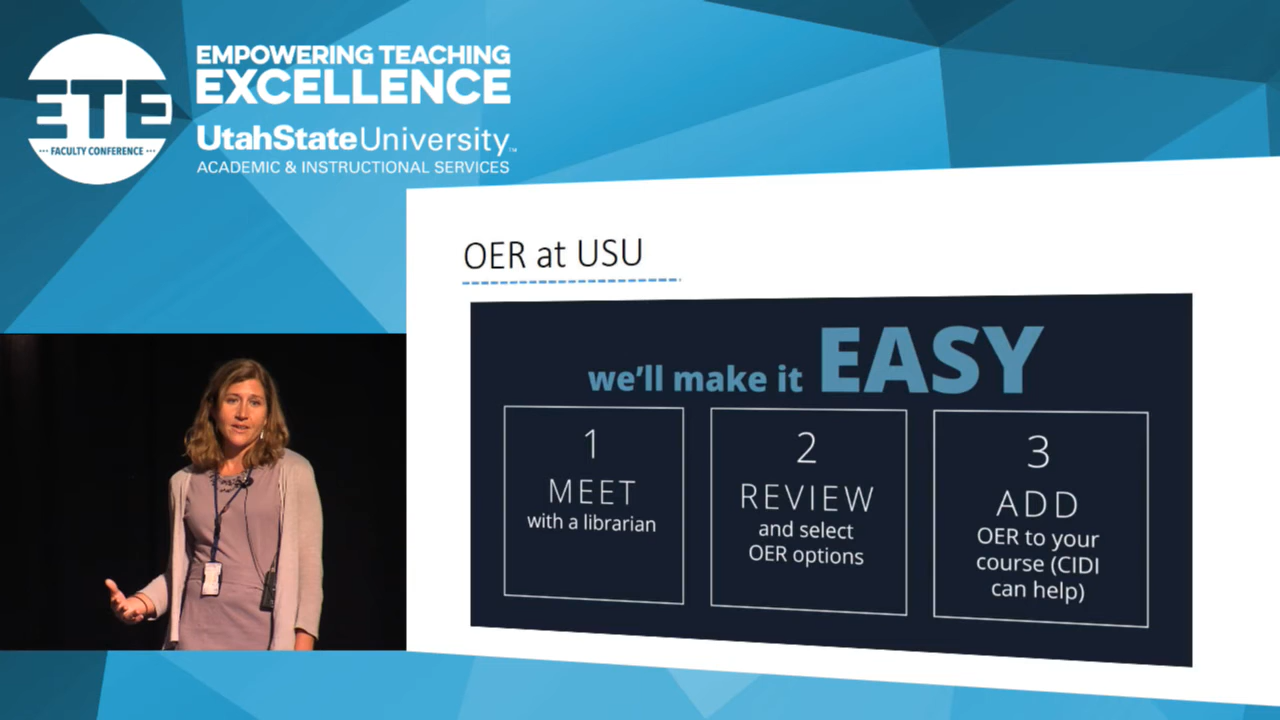 ETE
··· FACULTY CONFERENCE ···
EMPOWERING TEACHING
EXCELLENCE
UtahStateUniversity™
ACADEMIC & INSTRUCTIONAL SERVICES
OER at USU
we'll make it EASY
1
MEET
with a librarian
2
REVIEW
and select
OER options
3
ADD
OER to your
course (CIDI
can help)